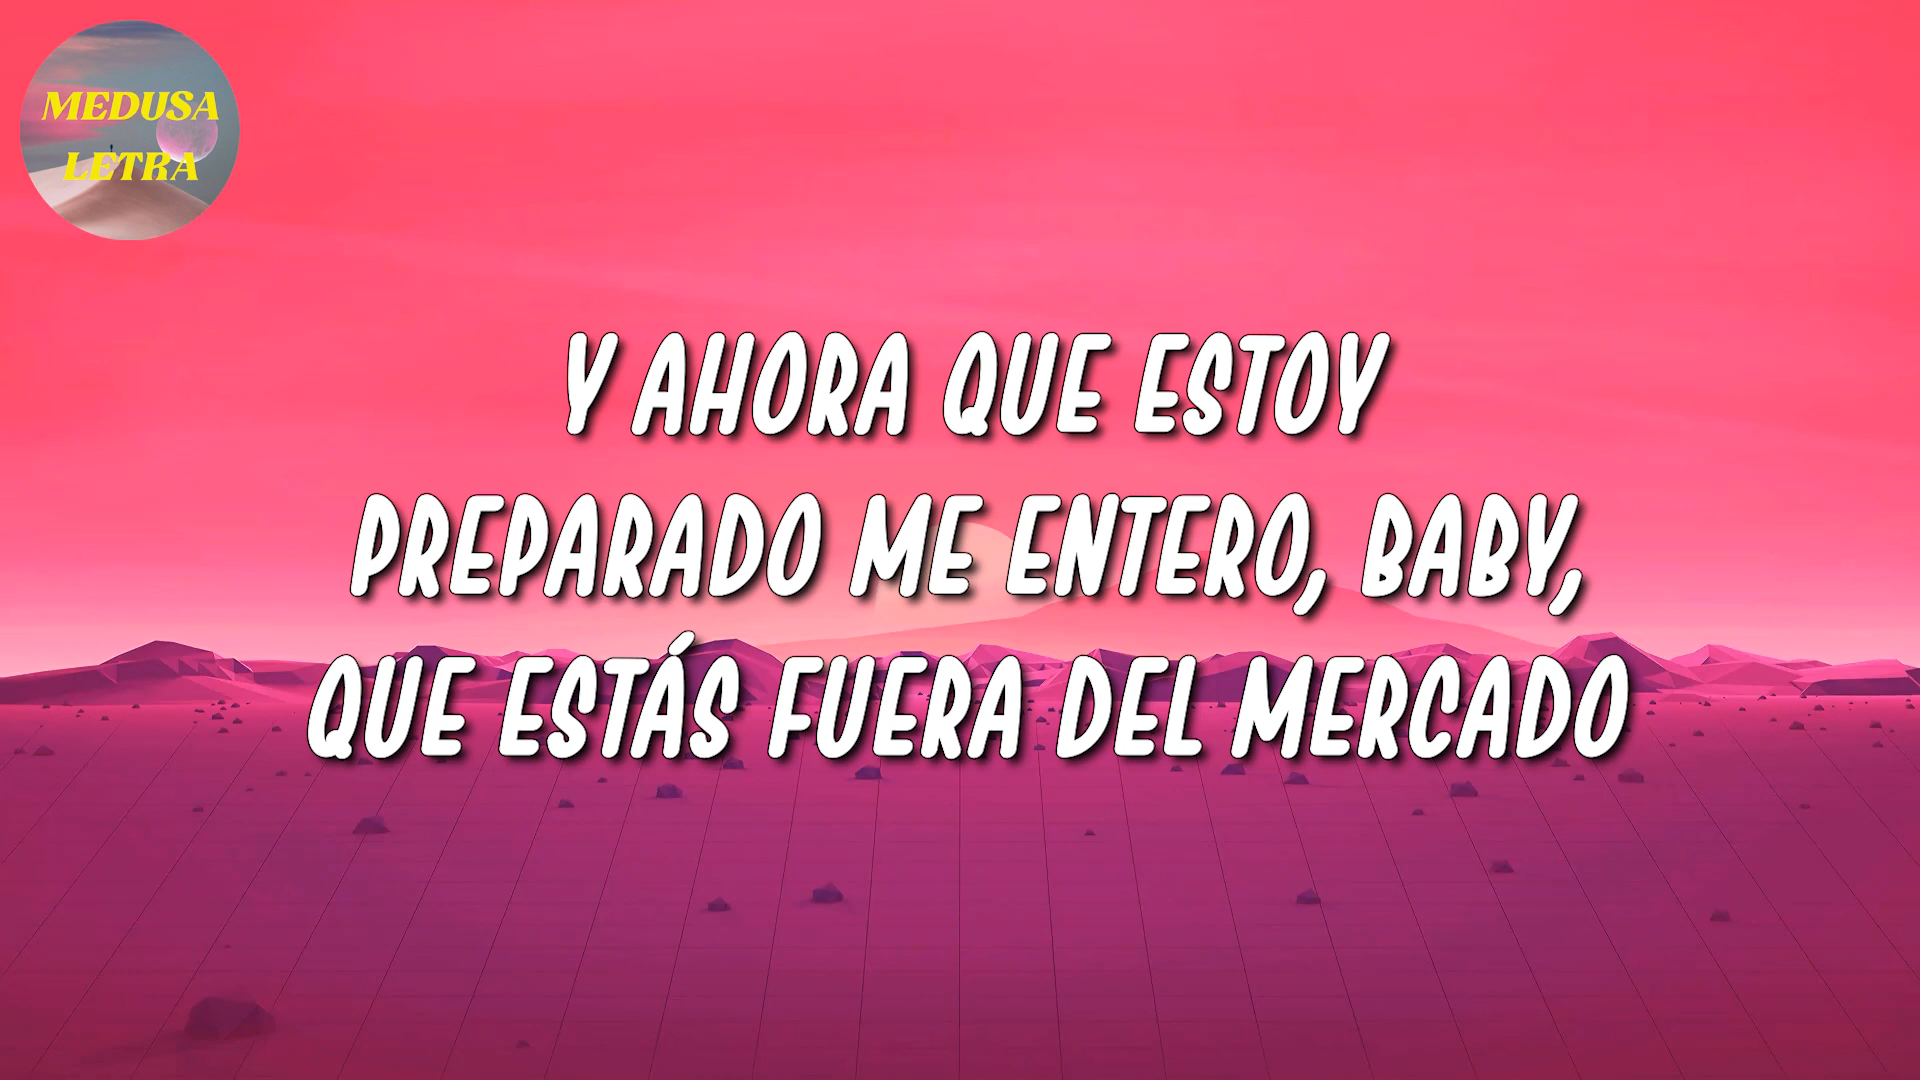 MEDUSA
LETRA
Y AHORA QUE ESTOY
PREPARADO ME ENTERO, BABY,
QUE ESTÁS FUERA DEL MERCADO